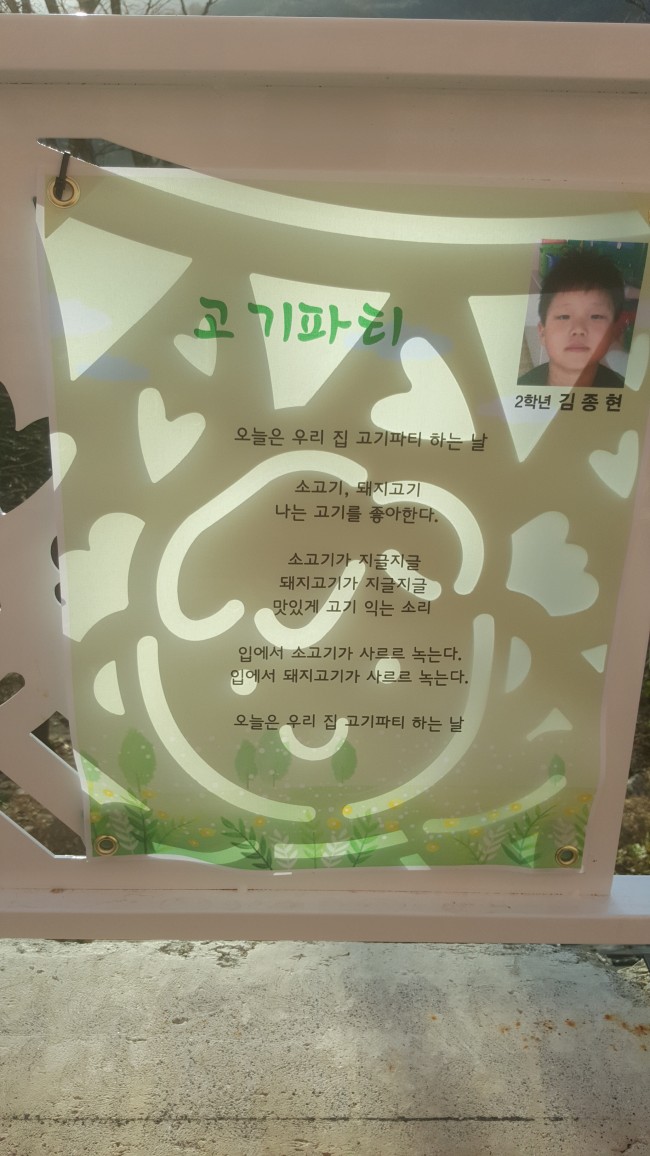 고기파티
2학년 김종현
오늘은 우리 집 고기파티 하는 날
소고기, 돼지고기
나는 고기를 좋아한다.
소고기가 지글지글
돼지고기가 지글지글
맛있게 고기 익는 소리
입에서 소고기가 사르르 녹는다.
입에서 돼지고기가 사르르 녹는다.
오늘은 우리 집 고기파티 하는 날